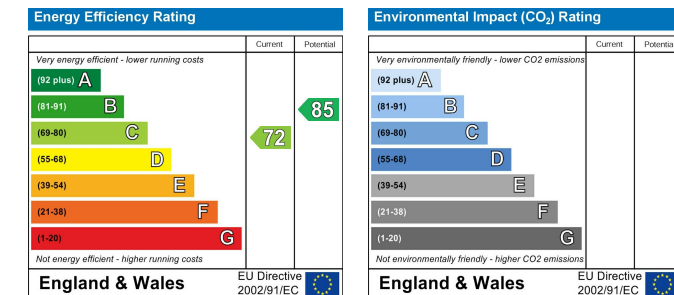 Energy Efficiency Rating
Current Potential
Very energy efficient - lower running costs
(92 plus) A
(81-91) B
85
(69-80) C
72
(55-68) D
(39-54) E
(21-38) F
(1-20) G
Not energy efficient - higher running costs
England & Wales
EU Directive
2002/91/EC
Environmental Impact (CO2) Rating
Current Potential
Very environmentally friendly - lower CO2 emissions
(92 plus) A
(81-91) B
(69-80) C
(55-68) D
(39-54) E
(21-38) F
(1-20) G
Not environmentally friendly - higher CO2 emissions
England & Wales
EU Directive
2002/91/EC